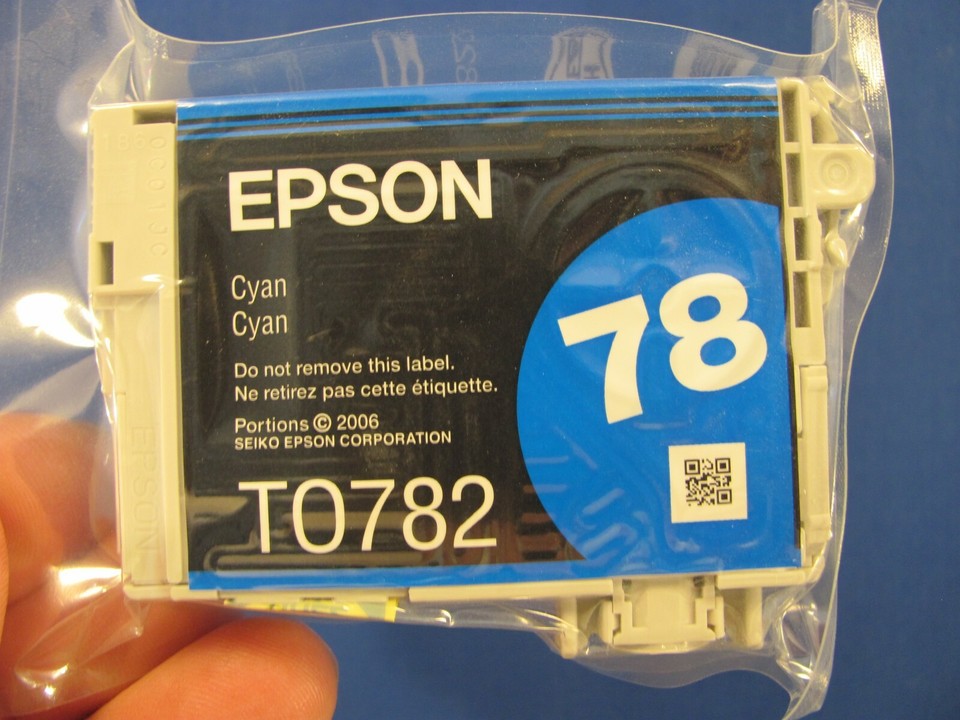 EPSON
Cyan
Cyan
78
Do not remove this label.
Ne retirez pas cette étiquette.
Portions © 2006
SEIKO EPSON CORPORATION
T0782
EPSON